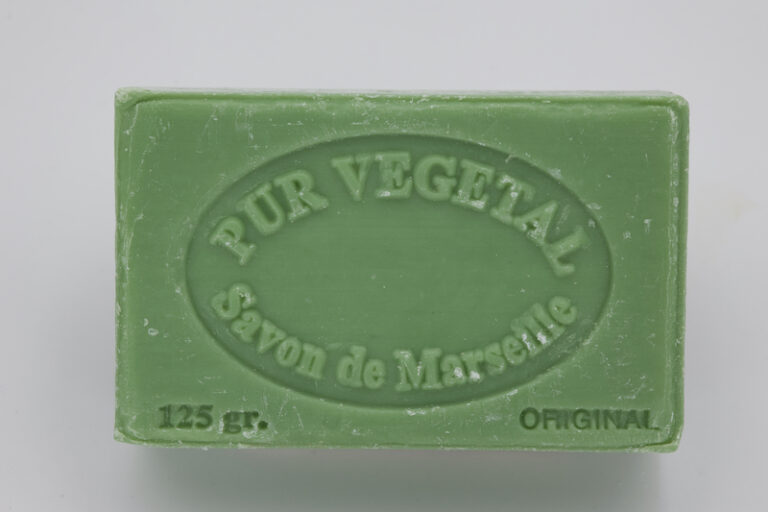 PUR VEGETAL
Savon de Marseille
125 gr.
ORIGINAL